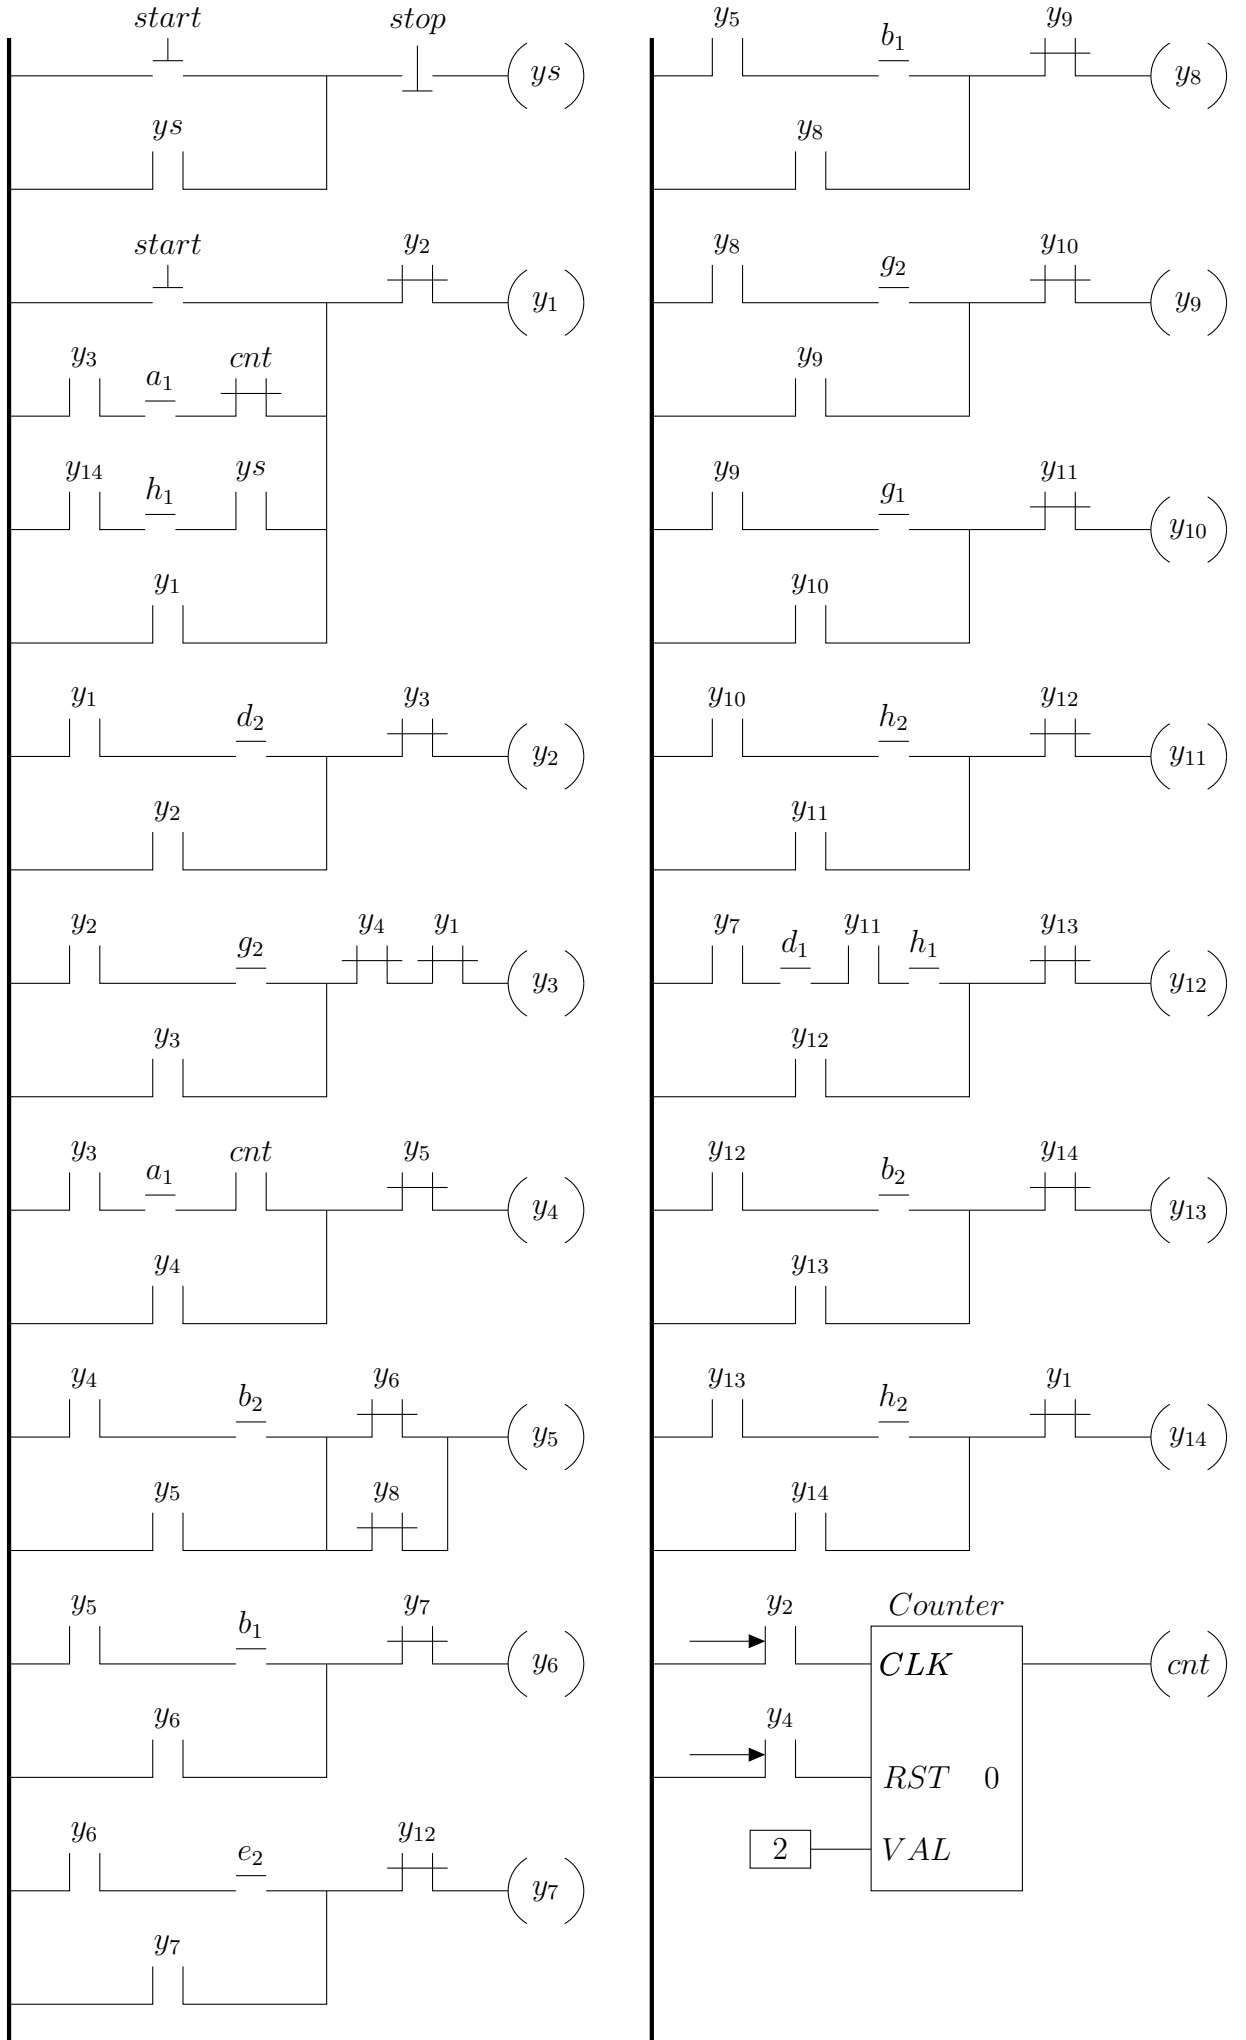 start stop
ys
ys
start y₂
y₁
y₃ a₁ cnt
y₁₄ h₁ ys
y₁
y₁ d₂ y₃
y₂
y₂
y₂ g₂ y₄ y₁
y₃
y₃
y₃ a₁ cnt y₅
y₄
y₄
y₄ b₂ y₆
y₅
y₅ y₈
y₅ b₁ y₇
y₆
y₆
y₆ e₂ y₁₂
y₇
y₇
y₅ b₁ y₉
y₈
y₈
y₈ g₂ y₁₀
y₉
y₉
y₉ g₁ y₁₁
y₁₀
y₁₀
y₁₀ h₂ y₁₂
y₁₁
y₁₁
y₇ d₁ y₁₁ h₁ y₁₃
y₁₂
y₁₂
y₁₂ b₂ y₁₄
y₁₃
y₁₃
y₁₃ h₂ y₁
y₁₄
y₁₄
y₂ Counter
CLK cnt
y₄
RST 0
2 VAL